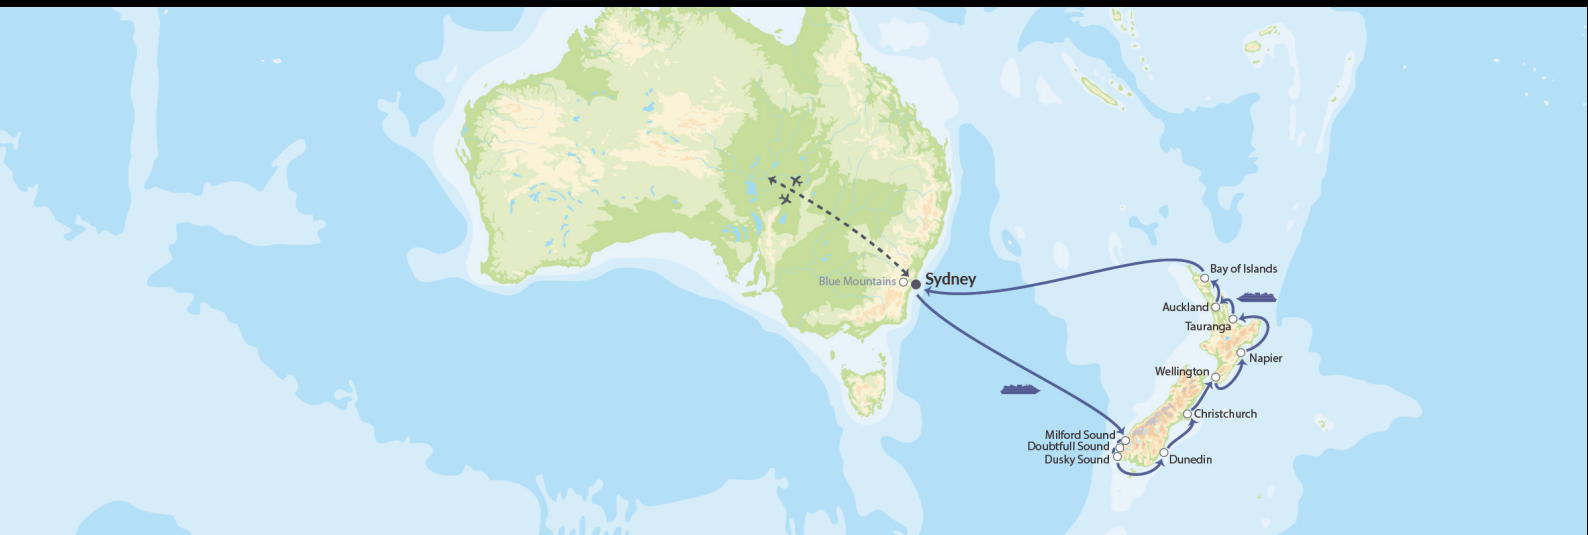 Bay of Islands
Blue Mountains
Sydney
Auckland
Tauranga
Napier
Wellington
Christchurch
Milford Sound
Doubtfull Sound
Dusky Sound
Dunedin